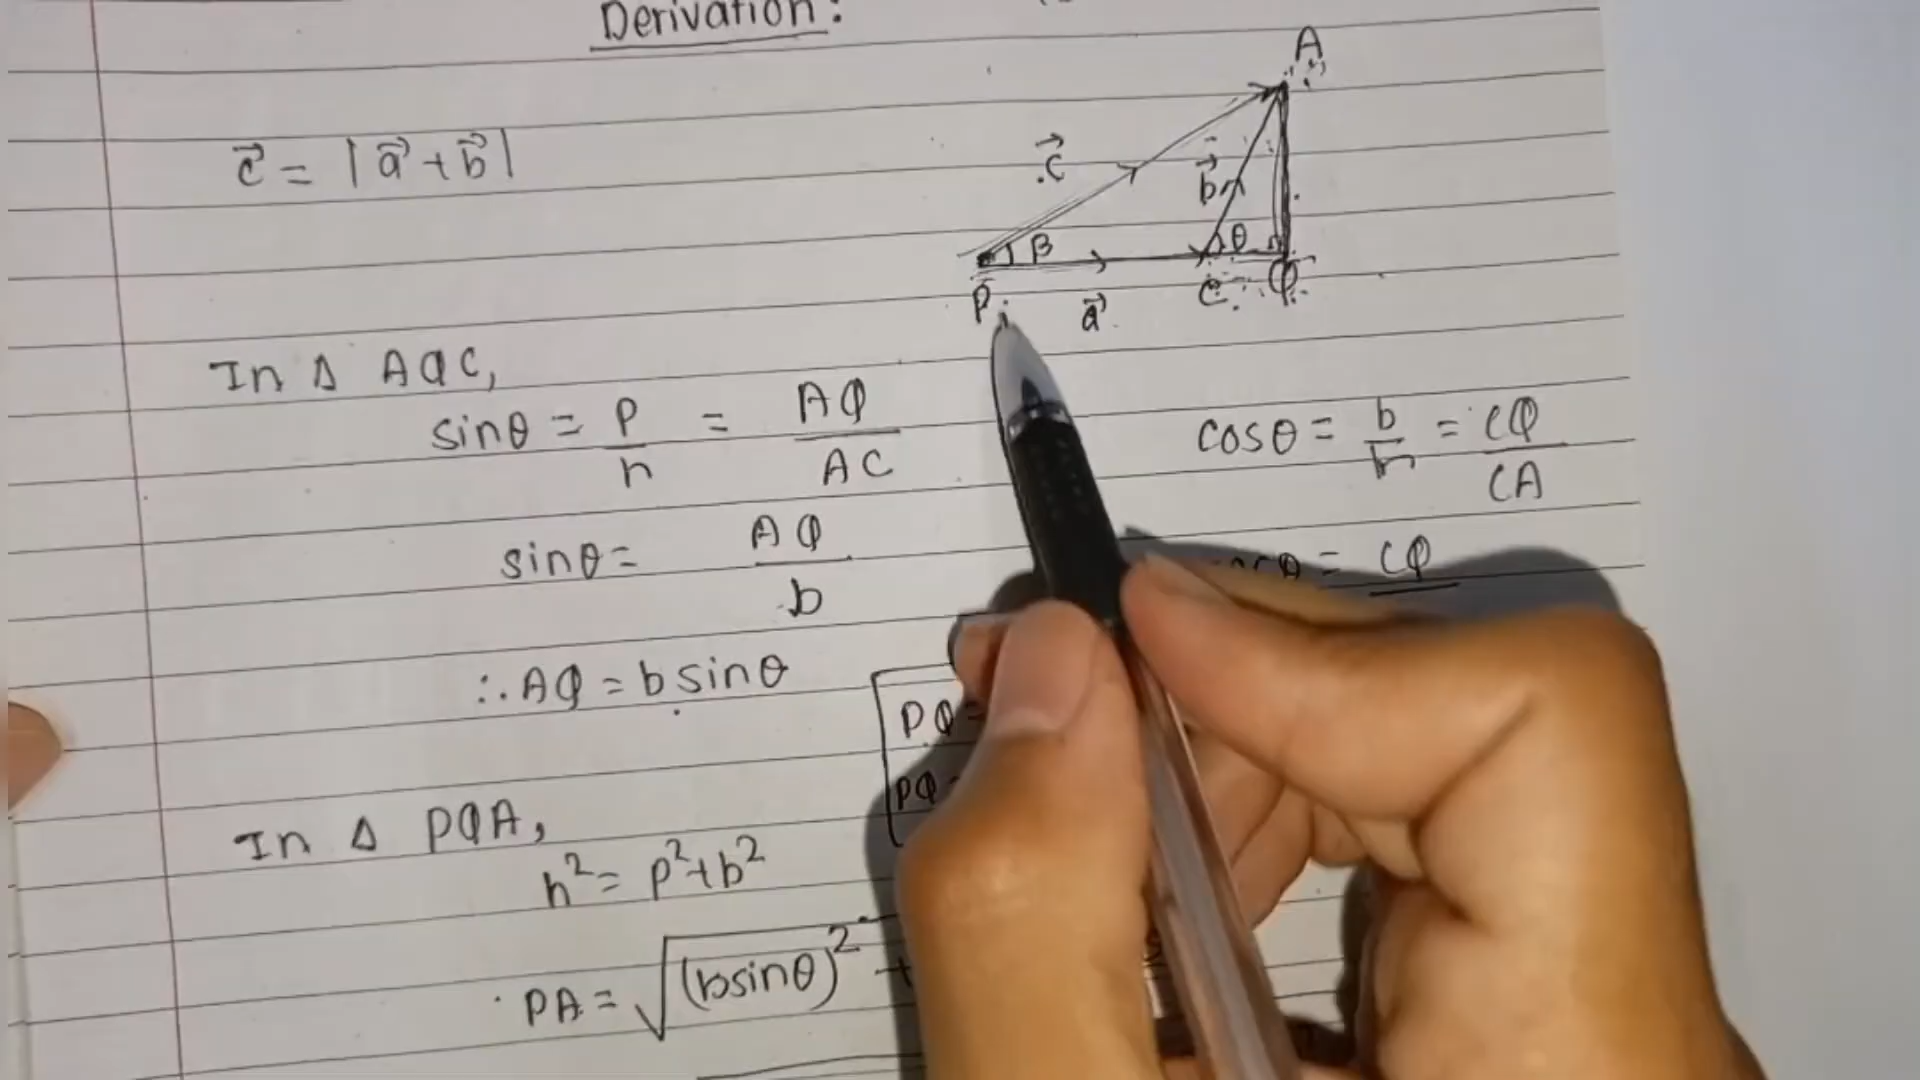 Derivation:
A
c⃗ = |a⃗ + b⃗|
.c⃗
b⃗
β
θ
P
a⃗
C
Q
In Δ AQC,
sinθ = p/h = AQ/AC
cosθ = b/h = CQ/CA
sinθ = AQ/b
= CQ
∴ AQ = b sinθ
PQ =
PQ
In Δ PQA,
h² = p² + b²
PA = √(bsinθ)² +